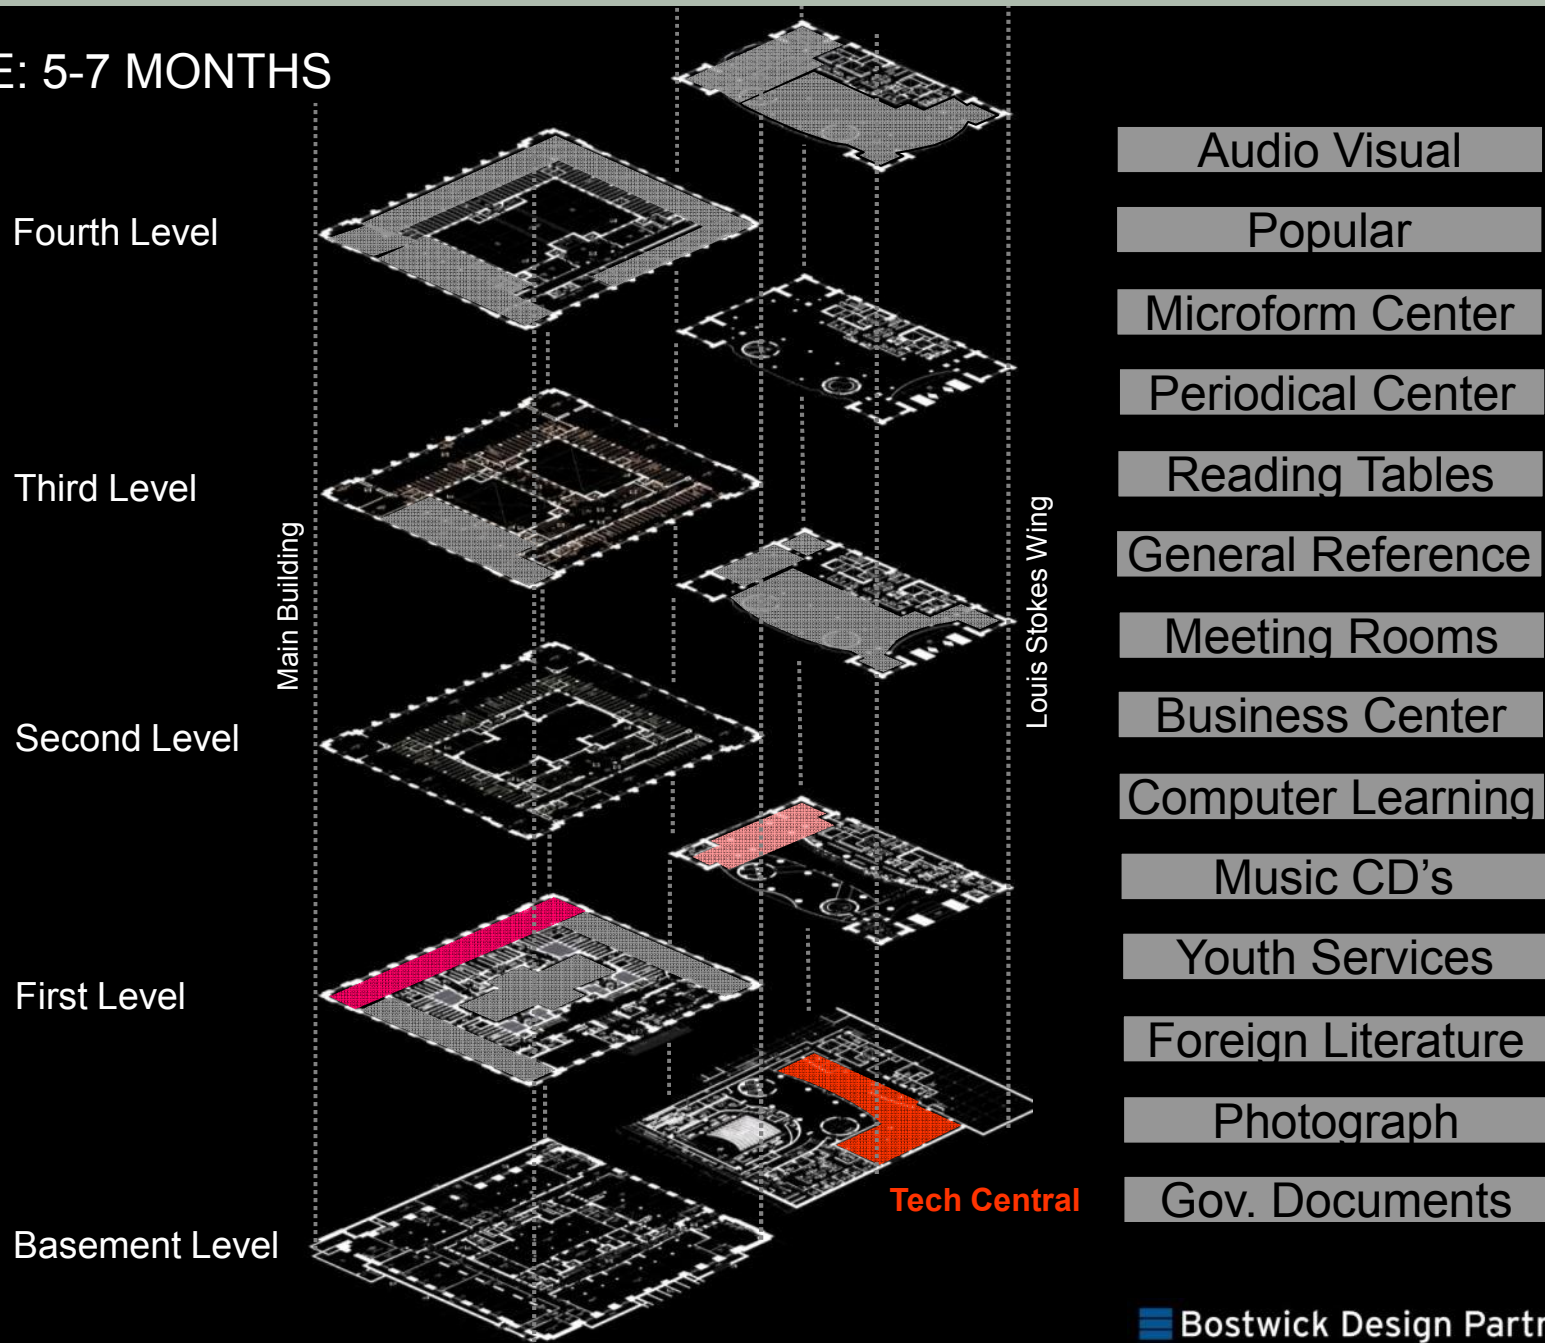 E: 5-7 MONTHS
Fourth Level
Third Level
Second Level
First Level
Basement Level
Main Building
Louis Stokes Wing
Tech Central
Audio Visual
Popular
Microform Center
Periodical Center
Reading Tables
General Reference
Meeting Rooms
Business Center
Computer Learning
Music CD’s
Youth Services
Foreign Literature
Photograph
Gov. Documents
Bostwick Design Partn